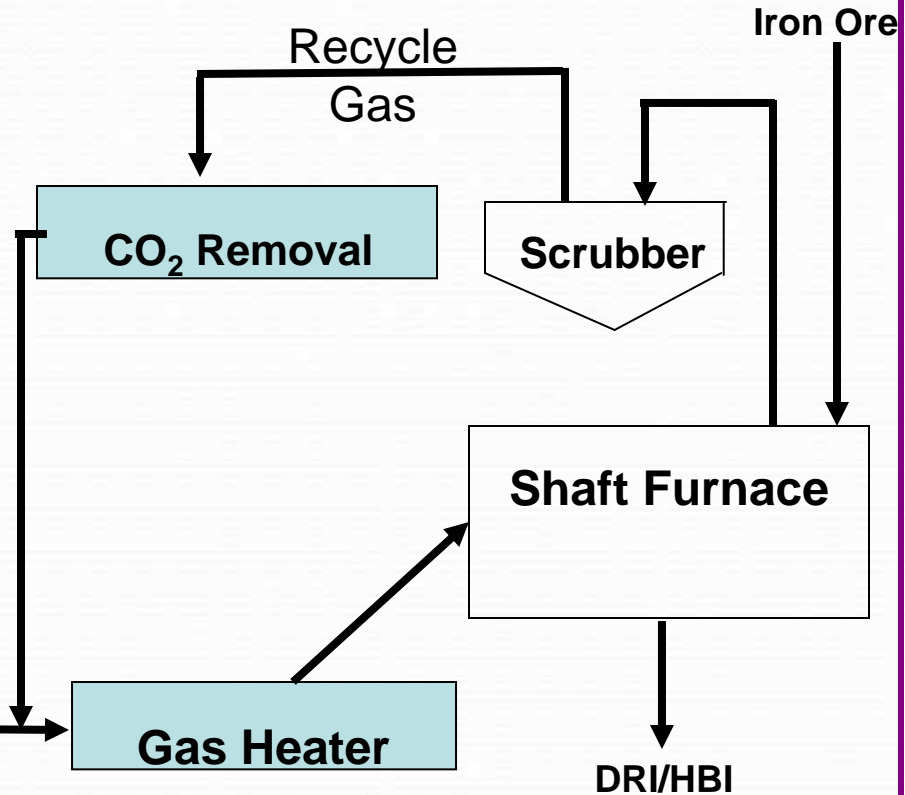 Iron Ore
Recycle
Gas
CO₂ Removal
Scrubber
Shaft Furnace
Gas Heater
DRI/HBI